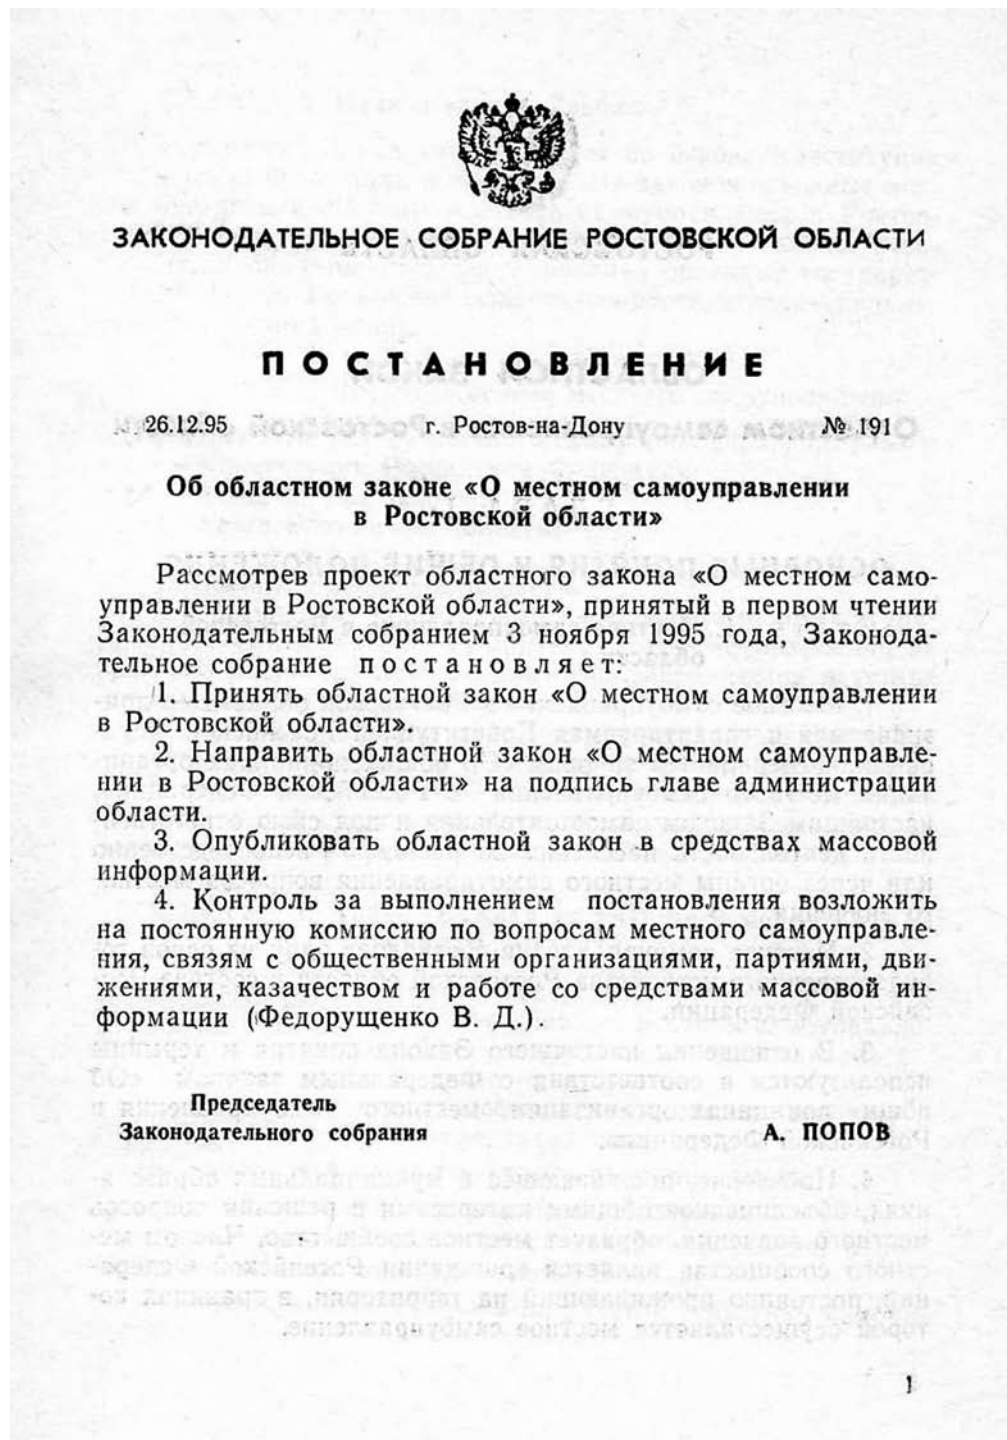 ЗАКОНОДАТЕЛЬНОЕ СОБРАНИЕ РОСТОВСКОЙ ОБЛАСТИ
ПОСТАНОВЛЕНИЕ
26.12.95 г. Ростов-на-Дону № 191
Об областном законе «О местном самоуправлении
в Ростовской области»
Рассмотрев проект областного закона «О местном само-
управлении в Ростовской области», принятый в первом чтении
Законодательным собранием 3 ноября 1995 года, Законода-
тельное собрание постановляет:
1. Принять областной закон «О местном самоуправлении
в Ростовской области».
2. Направить областной закон «О местном самоуправле-
нии в Ростовской области» на подпись главе администрации
области.
3. Опубликовать областной закон в средствах массовой
информации.
4. Контроль за выполнением постановления возложить
на постоянную комиссию по вопросам местного самоуправле-
ния, связям с общественными организациями, партиями, дви-
жениями, казачеством и работе со средствами массовой ин-
формации (Федорущенко В. Д.).
Председатель
Законодательного собрания А. ПОПОВ
1